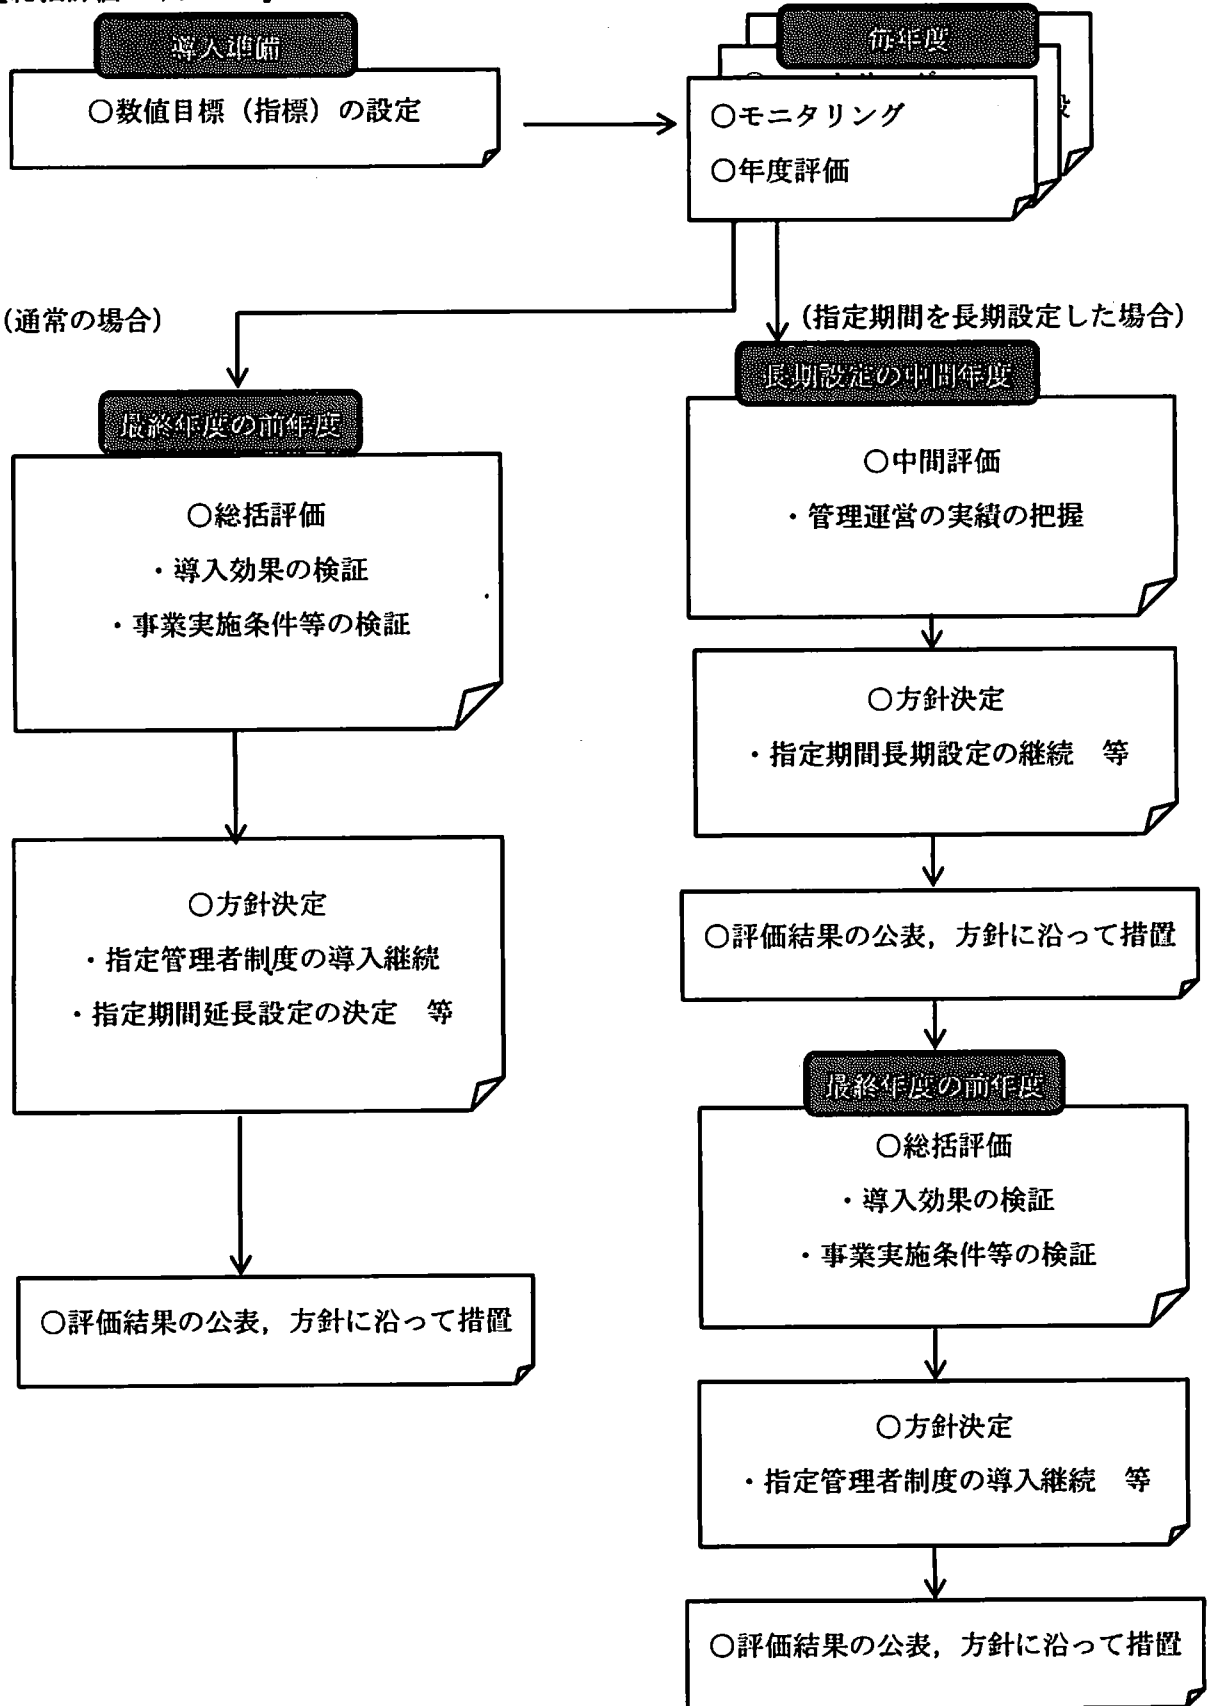 導入準備
○数値目標（指標）の設定
毎年度
○モニタリング
○年度評価
（通常の場合）
最終年度の前年度
○総括評価
・導入効果の検証
・事業実施条件等の検証
○方針決定
・指定管理者制度の導入継続
・指定期間延長設定の決定　等
○評価結果の公表，方針に沿って措置
（指定期間を長期設定した場合）
長期設定の中間年度
○中間評価
・管理運営の実績の把握
○方針決定
・指定期間長期設定の継続　等
○評価結果の公表，方針に沿って措置
最終年度の前年度
○総括評価
・導入効果の検証
・事業実施条件等の検証
○方針決定
・指定管理者制度の導入継続　等
○評価結果の公表，方針に沿って措置